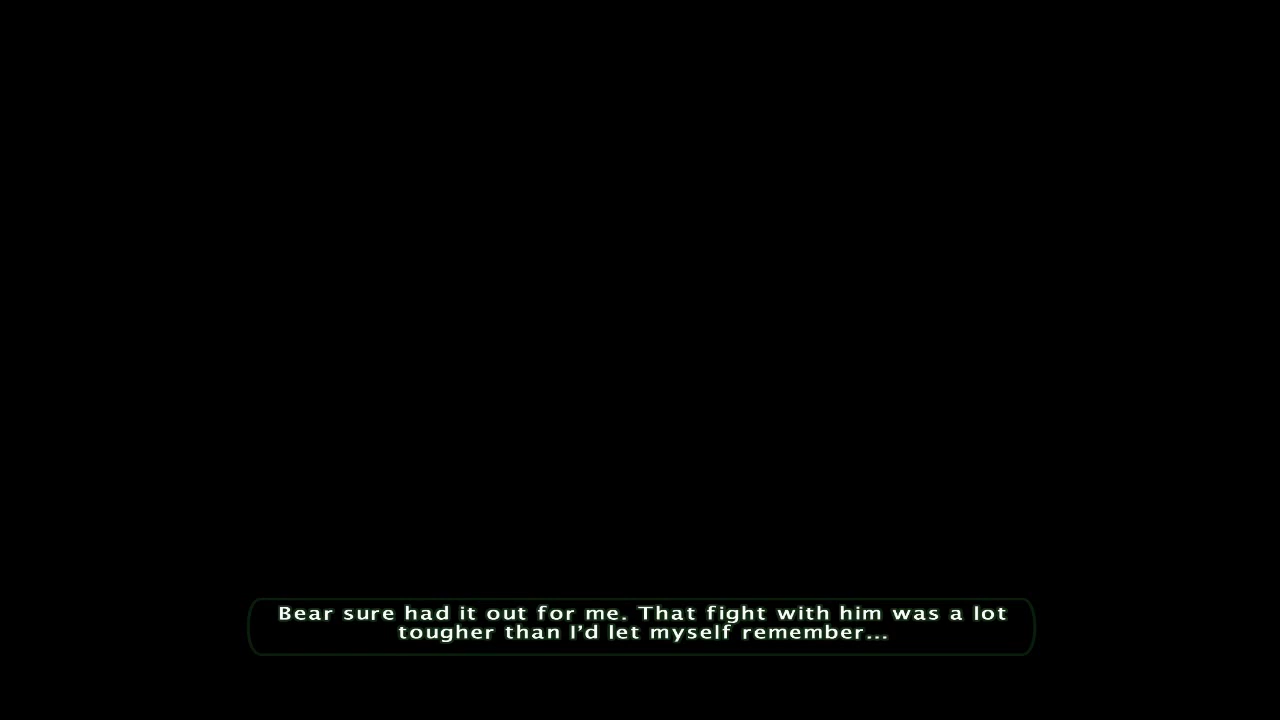 Bear sure had it out for me. That fight with him was a lot
tougher than I’d let myself remember...